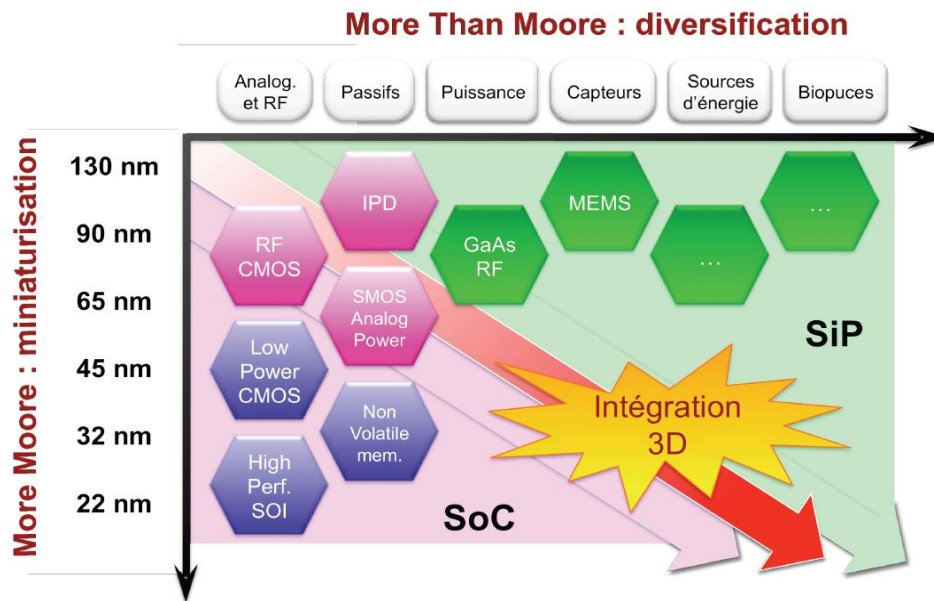 More Than Moore : diversification
Analog.
et RF
Passifs
Puissance
Capteurs
Sources
d'énergie
Biopuces
More Moore : miniaturisation
130 nm
90 nm
65 nm
45 nm
32 nm
22 nm
IPD
MEMS
...
RF
CMOS
GaAs
RF
...
SMOS
Analog
Power
Low
Power
CMOS
Non
Volatile
mem.
High
Perf.
SOI
SiP
Intégration
3D
SoC